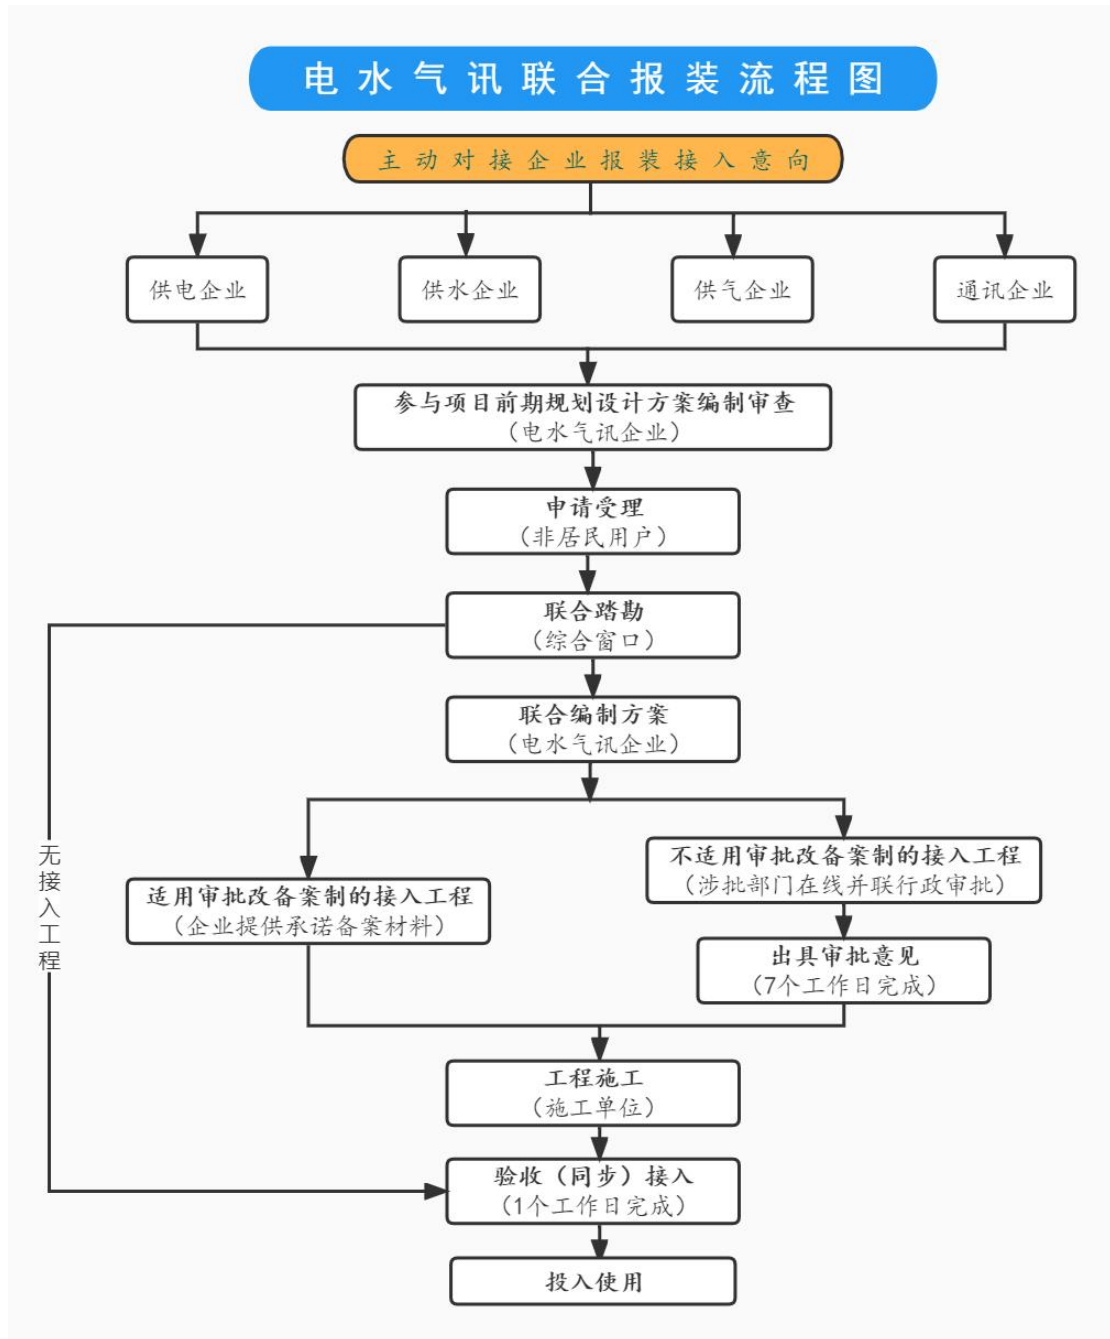 电水气讯联合报装流程图
主动对接企业报装接入意向
供电企业
供水企业
供气企业
通讯企业
参与项目前期规划设计方案编制审查
（电水气讯企业）
申请受理
（非居民用户）
联合踏勘
（综合窗口）
联合编制方案
（电水气讯企业）
无接入工程
不适用审批改备案制的接入工程
（涉批部门在线并联行政审批）
适用审批改备案制的接入工程
（企业提供承诺备案材料）
出具审批意见
（7个工作日完成）
工程施工
（施工单位）
验收（同步）接入
（1个工作日完成）
投入使用